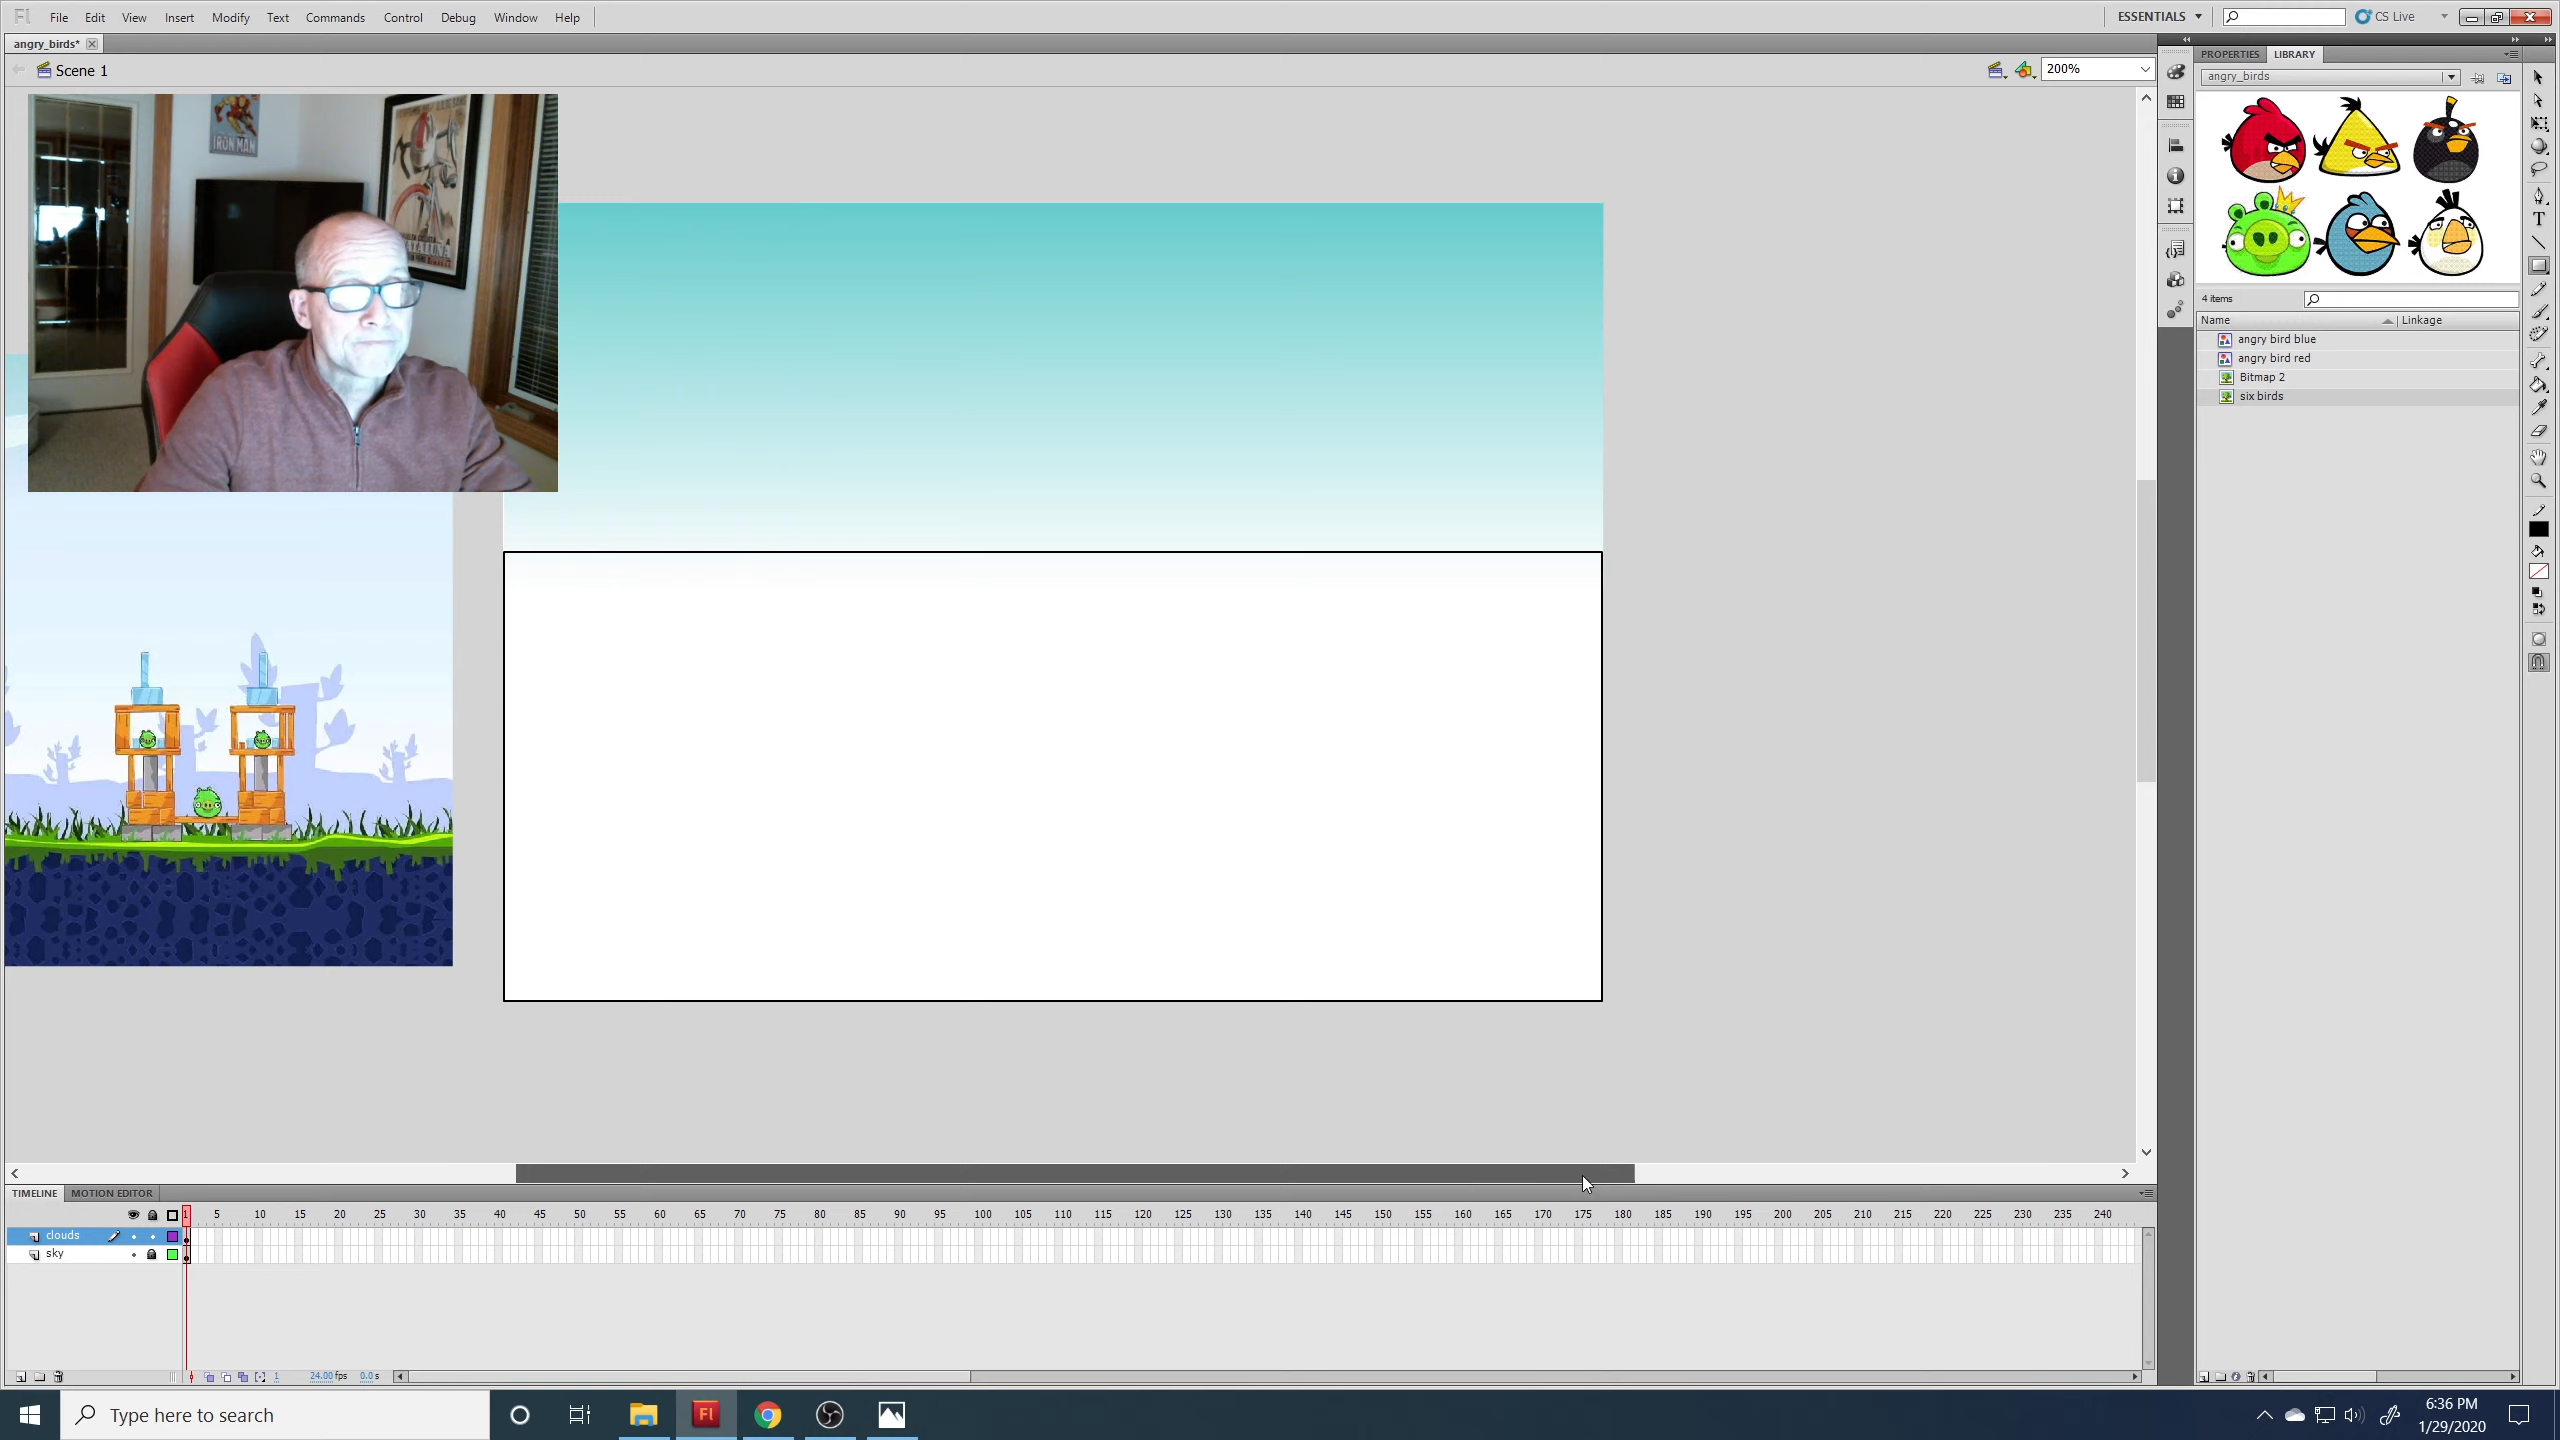 Fl File Edit View Insert Modify Text Commands Control Debug Window Help ESSENTIALS CS Live
angry_birds*
Scene 1 200%
PROPERTIES LIBRARY
angry_birds
IRON MAN
4 items
Name Linkage
angry bird blue
angry bird red
Bitmap 2
six birds
T
TIMELINE MOTION EDITOR
1 5 10 15 20 25 30 35 40 45 50 55 60 65 70 75 80 85 90 95 100 105 110 115 120 125 130 135 140 145 150 155 160 165 170 175 180 185 190 195 200 205 210 215 220 225 230 235 240
clouds
sky
1 24.00 fps 0.0 s
Type here to search
Fl
6:36 PM
1/29/2020